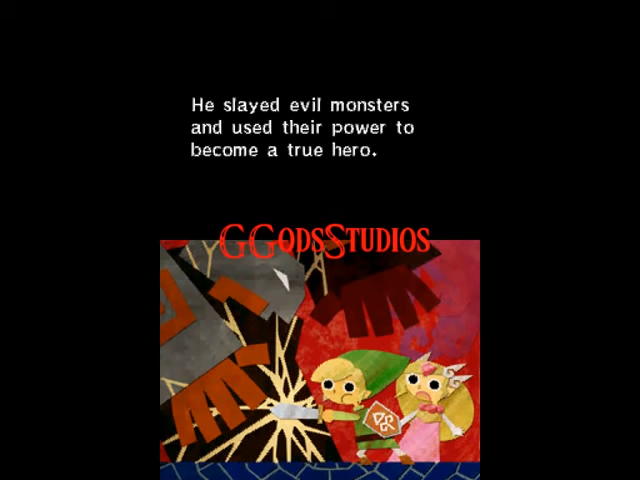 He slayed evil monsters
and used their power to
become a true hero.
GGodsStudios